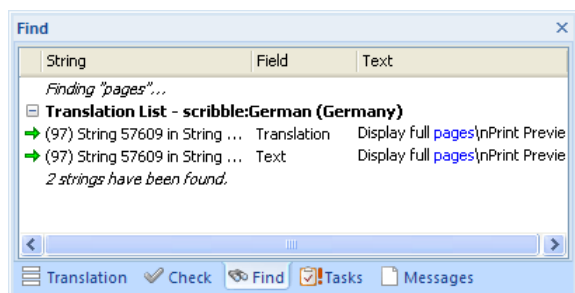 Find
String Field Text
Finding "pages"...
Translation List - scribble:German (Germany)
(97) String 57609 in String ... Translation Display full pages\nPrint Previe
(97) String 57609 in String ... Text Display full pages\nPrint Previe
2 strings have been found.
Translation Check Find Tasks Messages